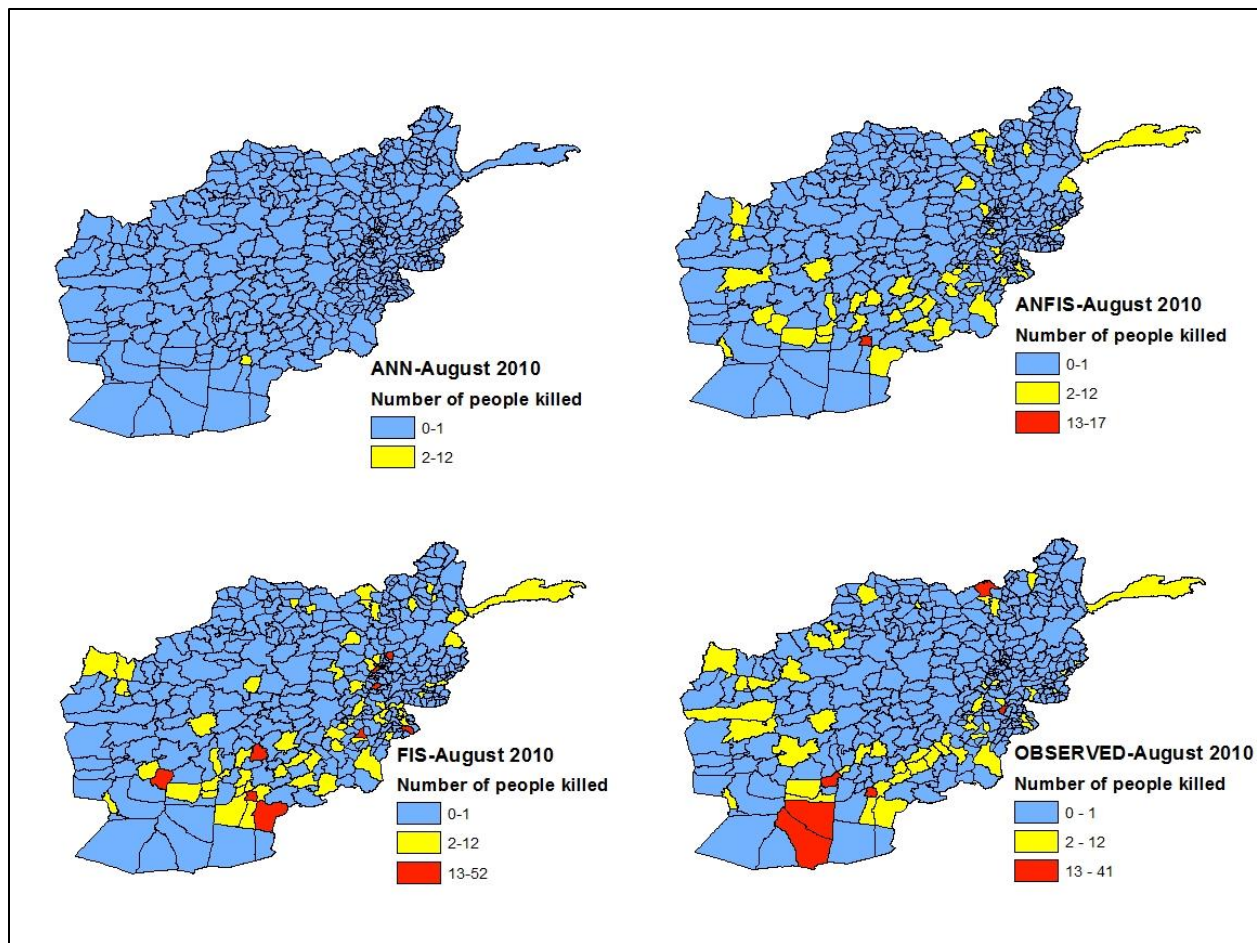 ANN-August 2010
Number of people killed
0-1
2-12
ANFIS-August 2010
Number of people killed
0-1
2-12
13-17
FIS-August 2010
Number of people killed
0-1
2-12
13-52
OBSERVED-August 2010
Number of people killed
0 - 1
2 - 12
13 - 41